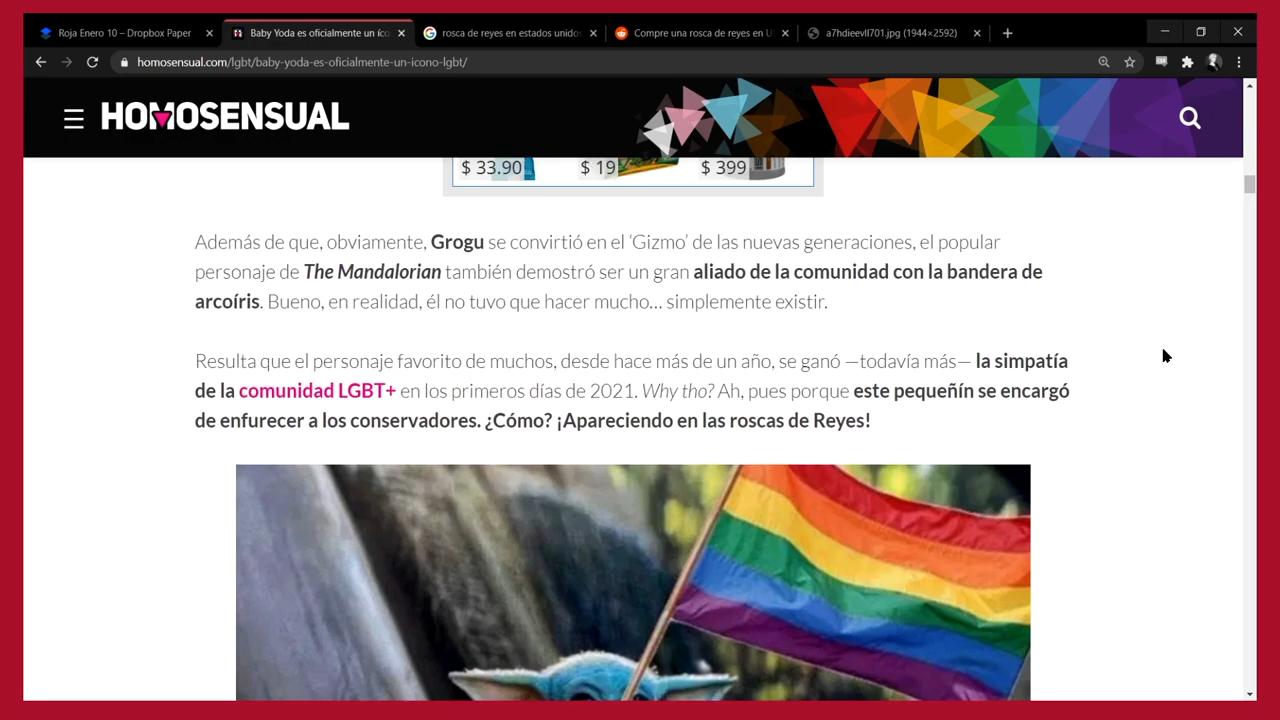 Roja Enero 10 – Dropbox Paper
Baby Yoda es oficialmente un íco
rosca de reyes en estados unidos
Compre una rosca de reyes en U
a7hdieevll701.jpg (1944×2592)
homosensual.com/lgbt/baby-yoda-es-oficialmente-un-icono-lgbt/
HOMOSENSUAL
$ 33.90 $ 19 $ 399
Además de que, obviamente, Grogu se convirtió en el ‘Gizmo’ de las nuevas generaciones, el popular
personaje de The Mandalorian también demostró ser un gran aliado de la comunidad con la bandera de
arcoíris. Bueno, en realidad, él no tuvo que hacer mucho… simplemente existir.
Resulta que el personaje favorito de muchos, desde hace más de un año, se ganó —todavía más— la simpatía
de la comunidad LGBT+ en los primeros días de 2021. Why tho? Ah, pues porque este pequeñín se encargó
de enfurecer a los conservadores. ¿Cómo? ¡Apareciendo en las roscas de Reyes!